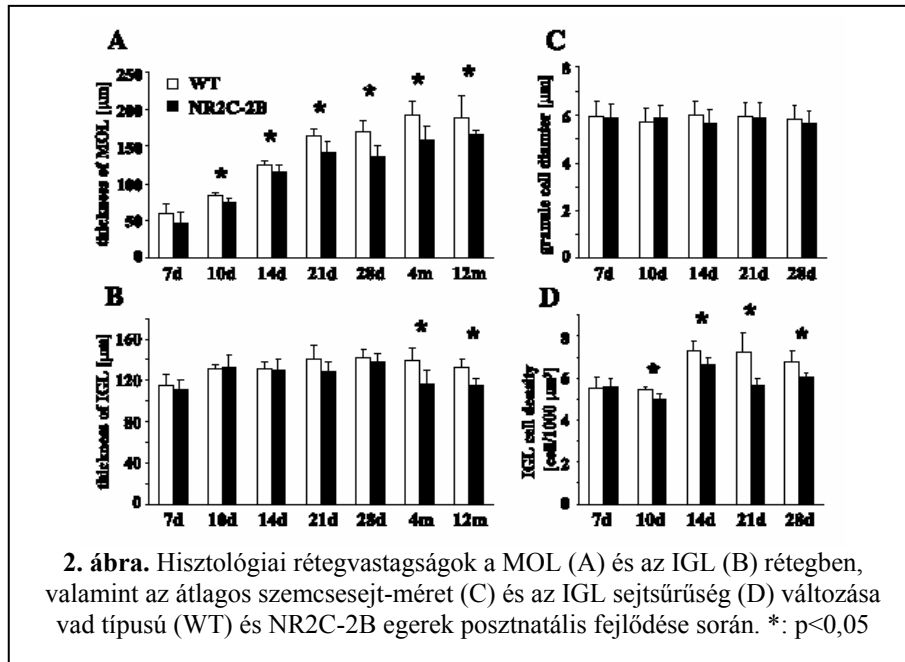 A
thickness of MOL [µm]
250
200
150
100
50
0
WT
NR2C-2B
* * * * * *
7d 10d 14d 21d 28d 4m 12m
C
granule cell diamter [µm]
8
6
4
2
0
7d 10d 14d 21d 28d
B
thickness of IGL [µm]
160
120
80
40
0
* *
7d 10d 14d 21d 28d 4m 12m
D
IGL cell density
[cell/1000 µm²]
8
6
4
2
0
* * * *
7d 10d 14d 21d 28d
2. ábra. Hisztológiai rétegvastagságok a MOL (A) és az IGL (B) rétegben,
valamint az átlagos szemcsesejt-méret (C) és az IGL sejtsűrűség (D) változása
vad típusú (WT) és NR2C-2B egerek posztnatális fejlődése során. *: p<0,05